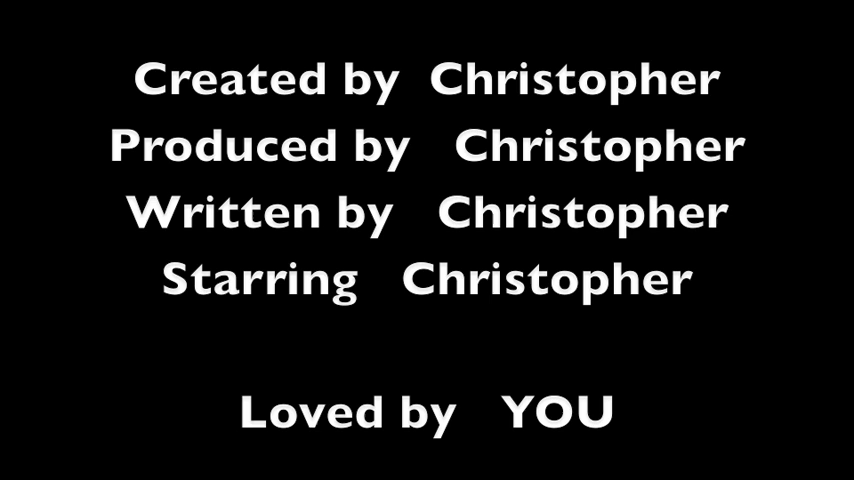 Created by Christopher
Produced by Christopher
Written by Christopher
Starring Christopher
Loved by YOU